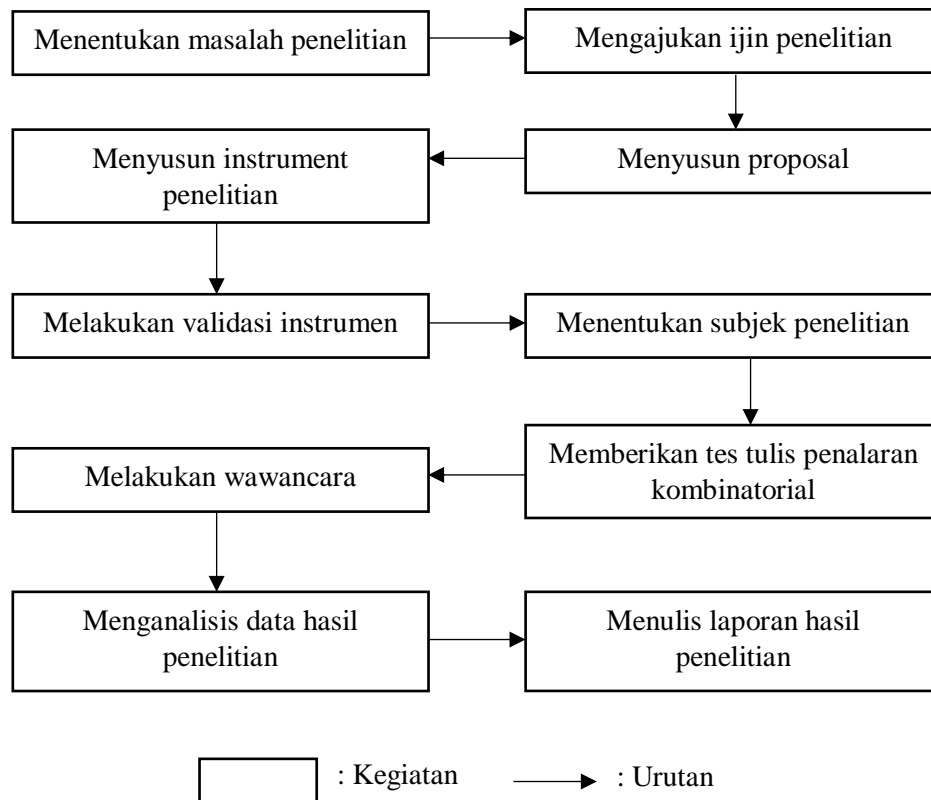 Menentukan masalah penelitian
Mengajukan ijin penelitian
Menyusun proposal
Menyusun instrument
penelitian
Melakukan validasi instrumen
Menentukan subjek penelitian
Memberikan tes tulis penalaran
kombinatorial
Melakukan wawancara
Menganalisis data hasil
penelitian
Menulis laporan hasil
penelitian
: Kegiatan
: Urutan